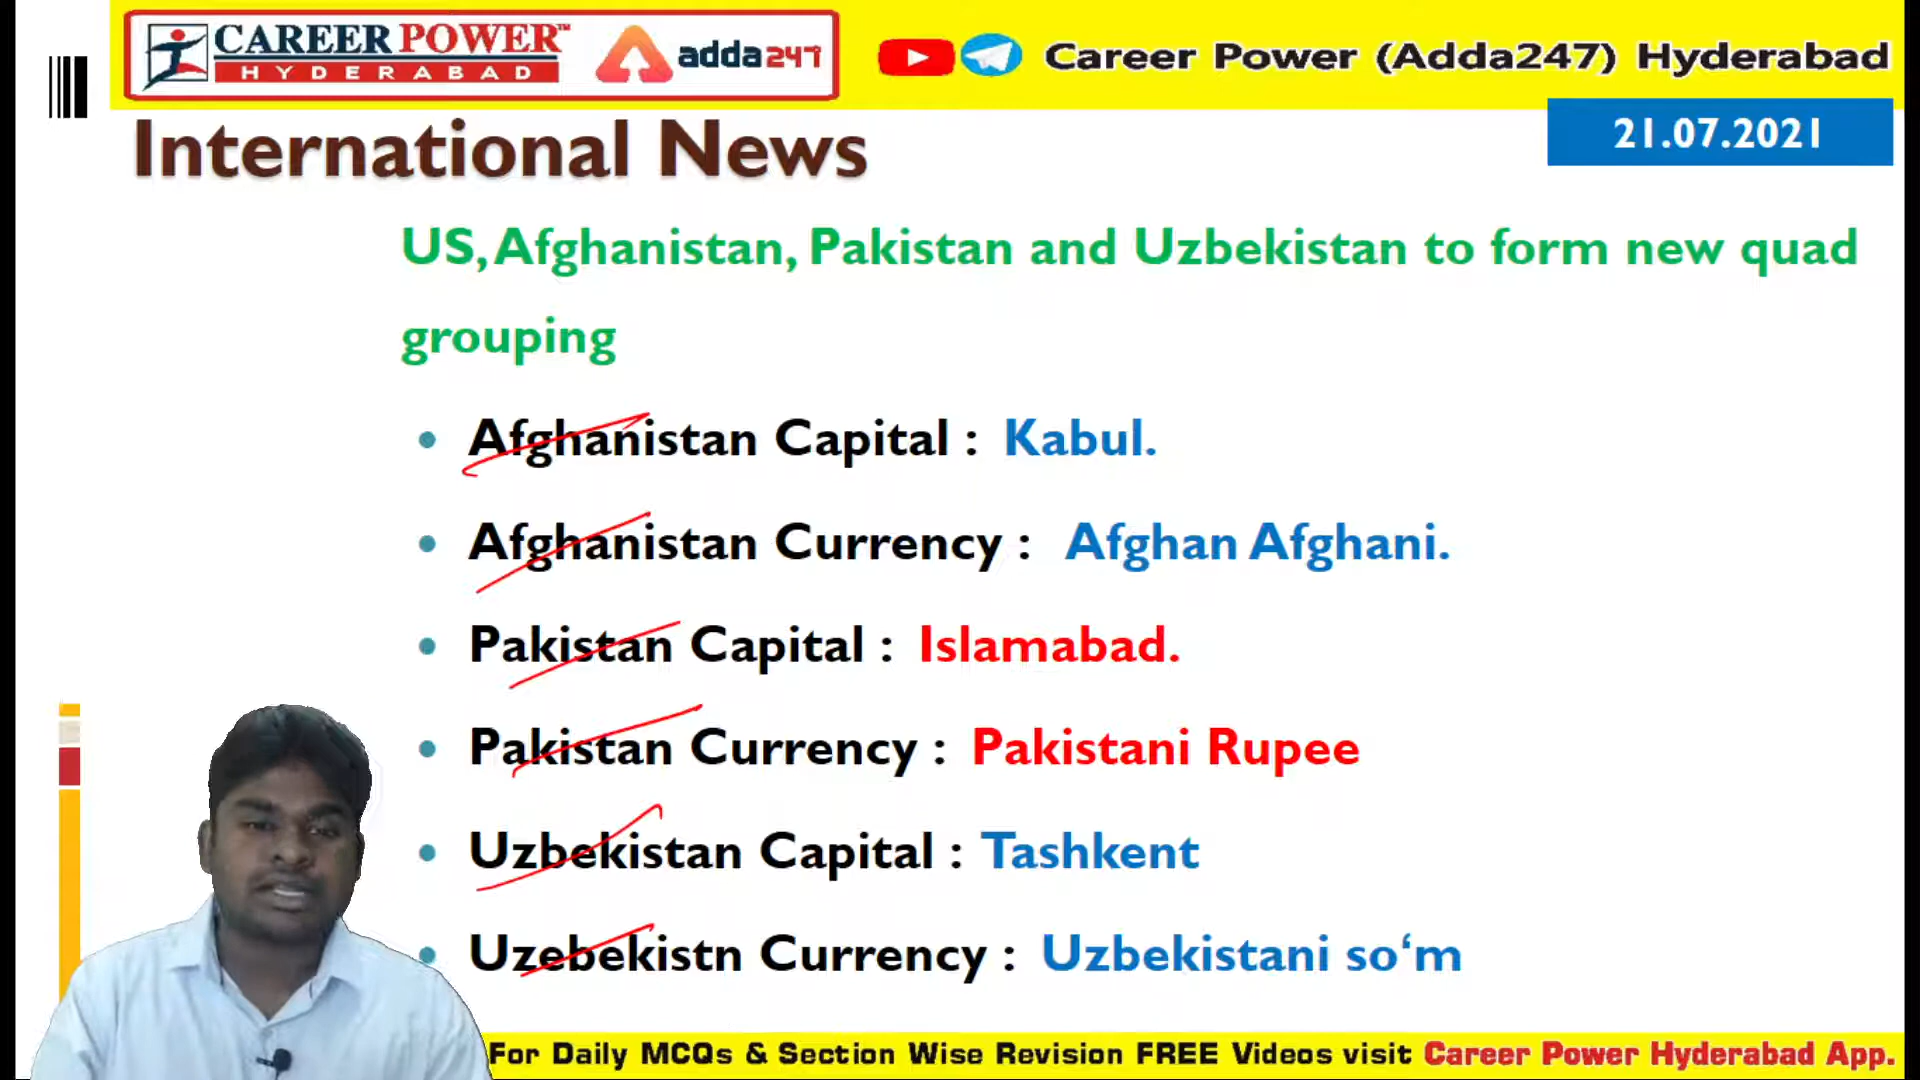 CAREER POWER™
HYDERABAD
adda247
Career Power (Adda247) Hyderabad
International News
21.07.2021
US, Afghanistan, Pakistan and Uzbekistan to form new quad
grouping
• Afghanistan Capital : Kabul.
• Afghanistan Currency : Afghan Afghani.
• Pakistan Capital : Islamabad.
• Pakistan Currency : Pakistani Rupee
• Uzbekistan Capital : Tashkent
• Uzebekistn Currency : Uzbekistani so‘m
For Daily MCQs & Section Wise Revision FREE Videos visit Career Power Hyderabad App.